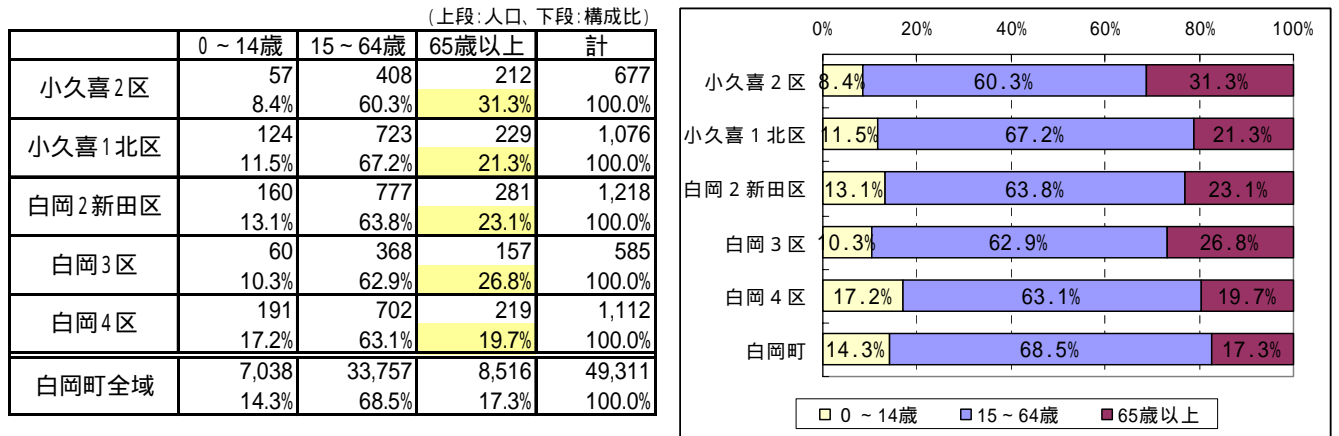 (上段:人口、下段:構成比)
0~14歳 15~64歳 65歳以上 計
小久喜2区 57 408 212 677
8.4% 60.3% 31.3% 100.0%
小久喜1北区 124 723 229 1,076
11.5% 67.2% 21.3% 100.0%
白岡2新田区 160 777 281 1,218
13.1% 63.8% 23.1% 100.0%
白岡3区 60 368 157 585
10.3% 62.9% 26.8% 100.0%
白岡4区 191 702 219 1,112
17.2% 63.1% 19.7% 100.0%
白岡町全域 7,038 33,757 8,516 49,311
14.3% 68.5% 17.3% 100.0%
0% 20% 40% 60% 80% 100%
小久喜2区 8.4% 60.3% 31.3%
小久喜1北区 11.5% 67.2% 21.3%
白岡2新田区 13.1% 63.8% 23.1%
白岡3区 10.3% 62.9% 26.8%
白岡4区 17.2% 63.1% 19.7%
白岡町 14.3% 68.5% 17.3%
0~14歳 15~64歳 65歳以上